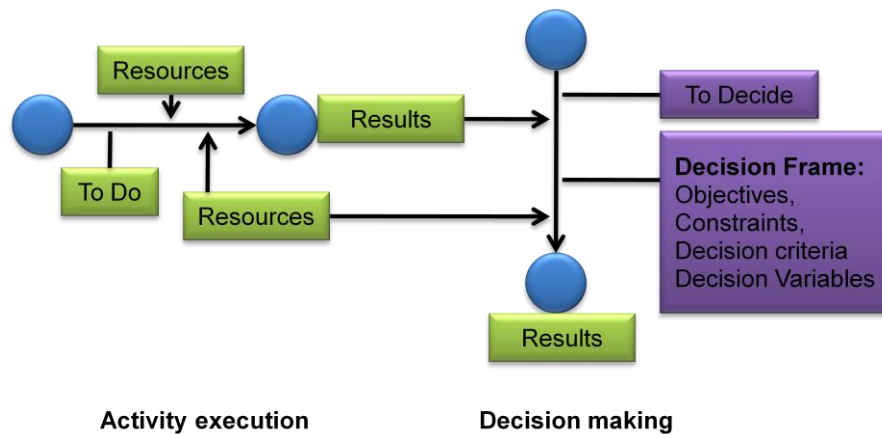 Resources
To Do
Resources
Results
To Decide
Decision Frame:
Objectives,
Constraints,
Decision criteria
Decision Variables
Results
Activity execution
Decision making